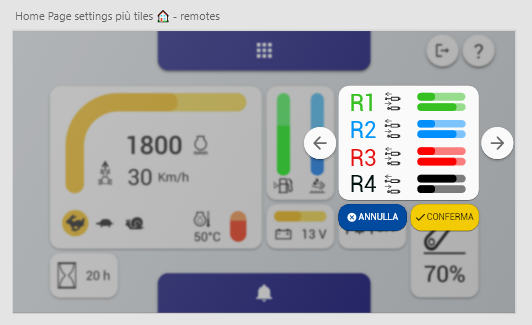 Home Page settings più tiles 🏠 - remotes
?
1800
30 Km/h
50°C
20 h
13 V
R1
R2
R3
R4
ANNULLA
CONFERMA
70%